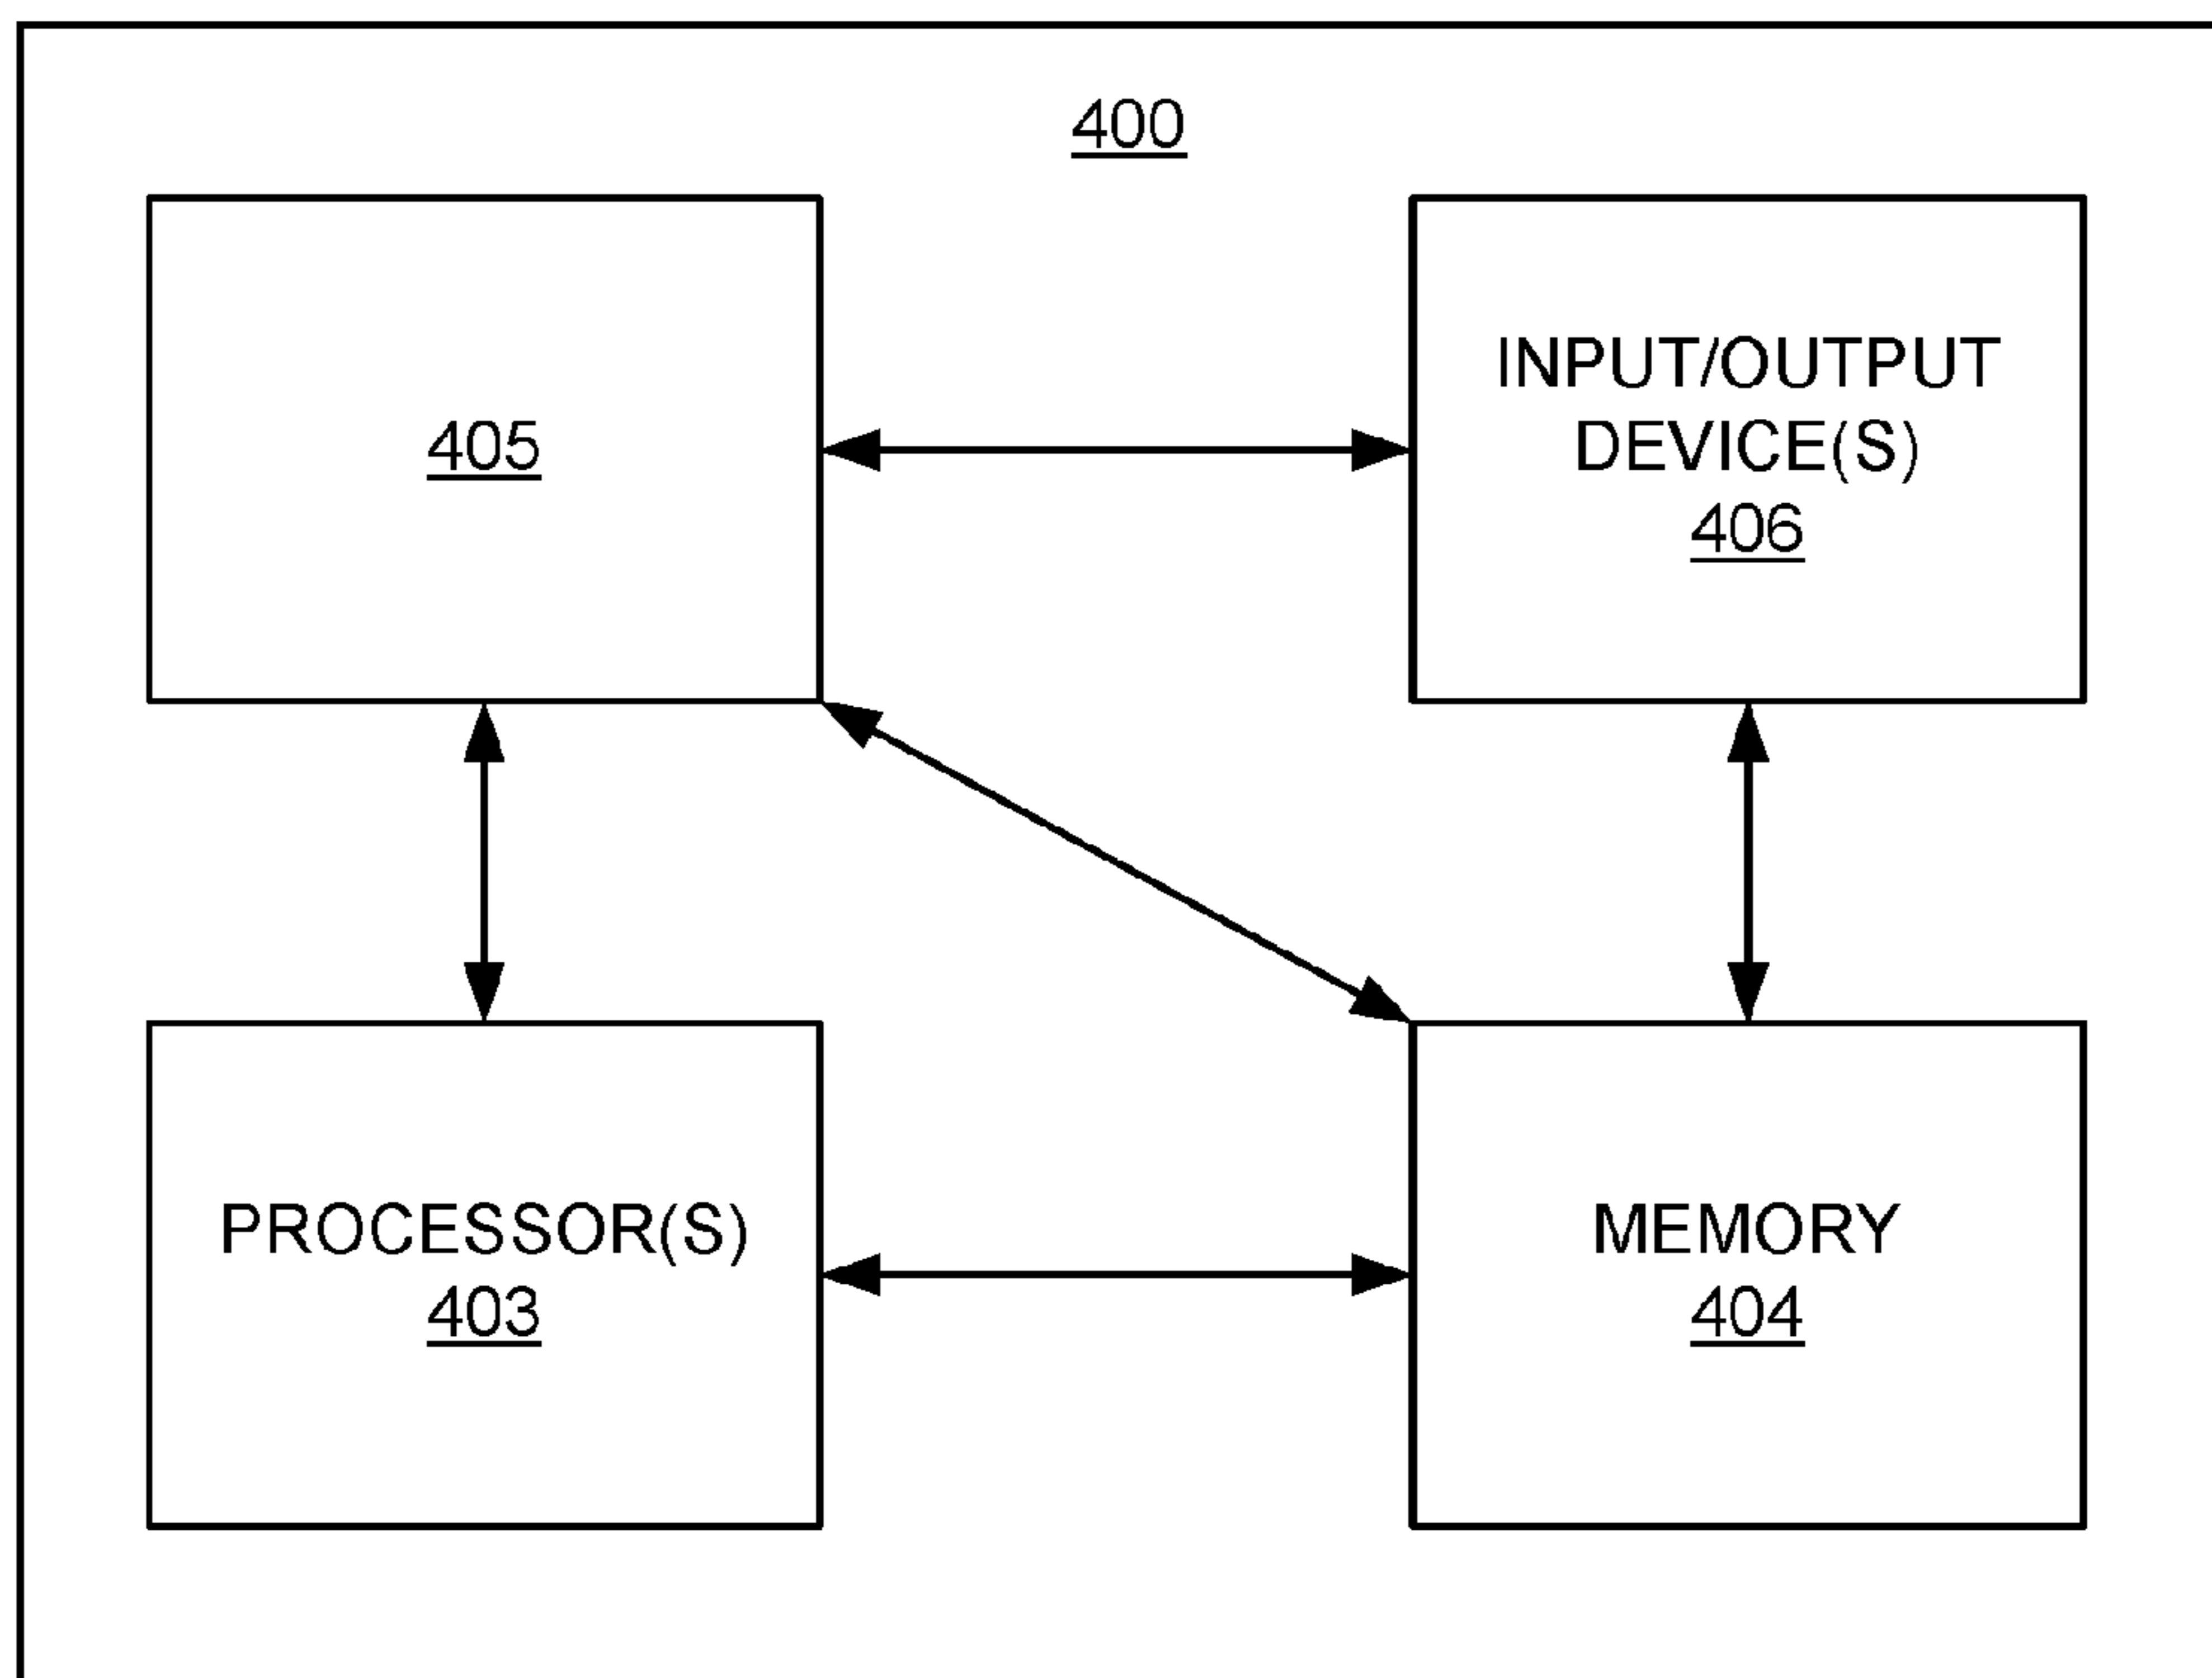 400
405
INPUT/OUTPUT
DEVICE(S)
406
PROCESSOR(S)
403
MEMORY
404